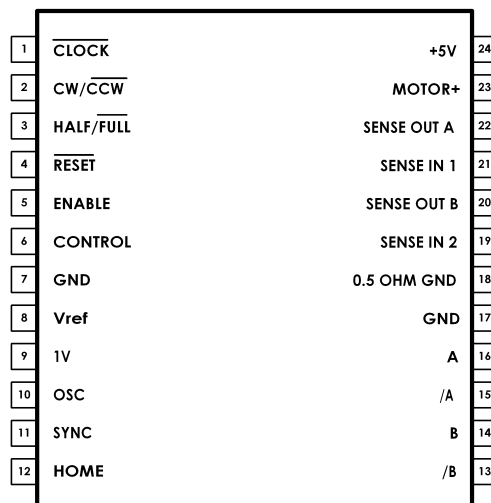 1 CLOCK +5V 24
2 CW/CCW MOTOR+ 23
3 HALF/FULL SENSE OUT A 22
4 RESET SENSE IN 1 21
5 ENABLE SENSE OUT B 20
6 CONTROL SENSE IN 2 19
7 GND 0.5 OHM GND 18
8 Vref GND 17
9 1V A 16
10 OSC /A 15
11 SYNC B 14
12 HOME /B 13